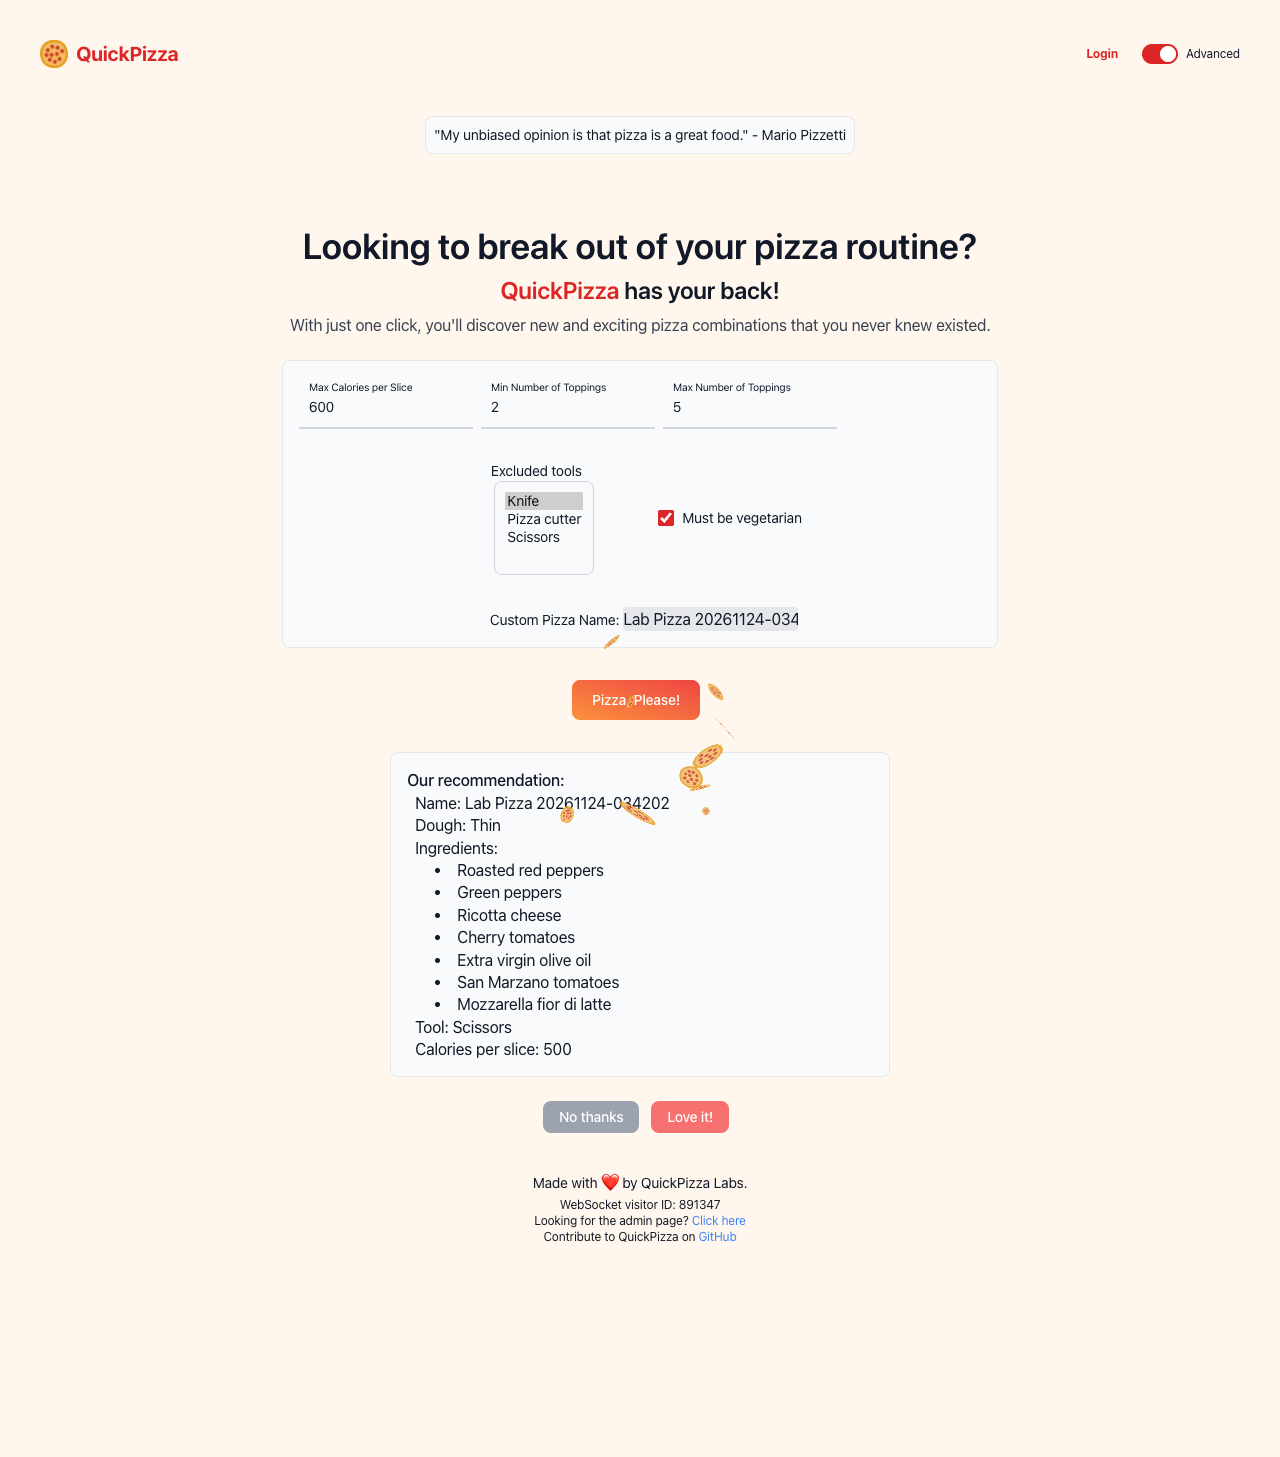 QuickPizza
Login
Advanced
"My unbiased opinion is that pizza is a great food." - Mario Pizzetti
Looking to break out of your pizza routine?
QuickPizza has your back!
With just one click, you'll discover new and exciting pizza combinations that you never knew existed.
Max Calories per Slice
600
Min Number of Toppings
2
Max Number of Toppings
5
Excluded tools
Knife
Pizza cutter
Scissors
Must be vegetarian
Custom Pizza Name: Lab Pizza 20261124-034
Pizza, Please!
Our recommendation:
Name: Lab Pizza 20261124-034202
Dough: Thin
Ingredients:
• Roasted red peppers
• Green peppers
• Ricotta cheese
• Cherry tomatoes
• Extra virgin olive oil
• San Marzano tomatoes
• Mozzarella fior di latte
Tool: Scissors
Calories per slice: 500
No thanks
Love it!
Made with ❤️ by QuickPizza Labs.
WebSocket visitor ID: 891347
Looking for the admin page? Click here
Contribute to QuickPizza on GitHub